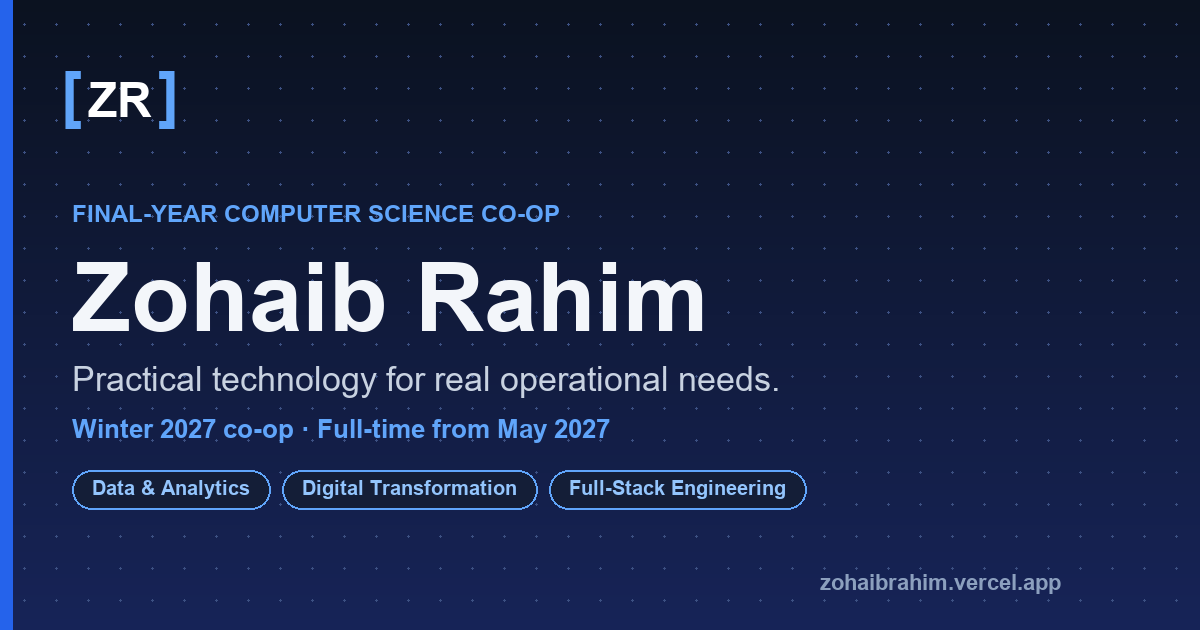 [ZR]
FINAL-YEAR COMPUTER SCIENCE CO-OP
Zohaib Rahim
Practical technology for real operational needs.
Winter 2027 co-op · Full-time from May 2027
Data & Analytics Digital Transformation Full-Stack Engineering
zohaibrahim.vercel.app